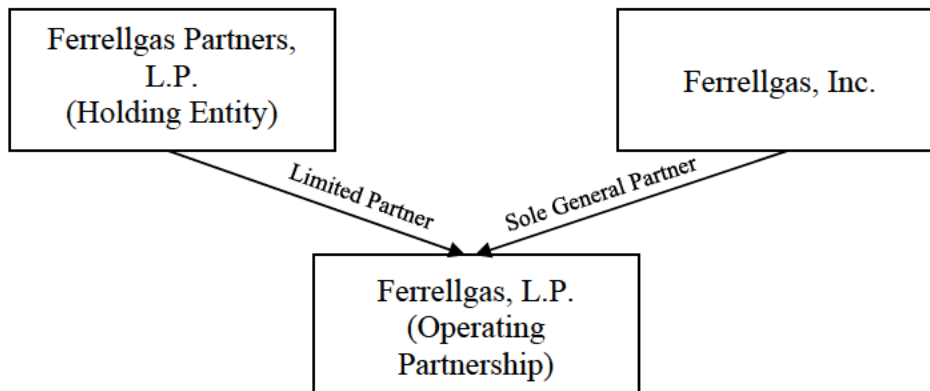 Ferrellgas Partners,
L.P.
(Holding Entity)
Ferrellgas, Inc.
Limited Partner
Sole General Partner
Ferrellgas, L.P.
(Operating
Partnership)